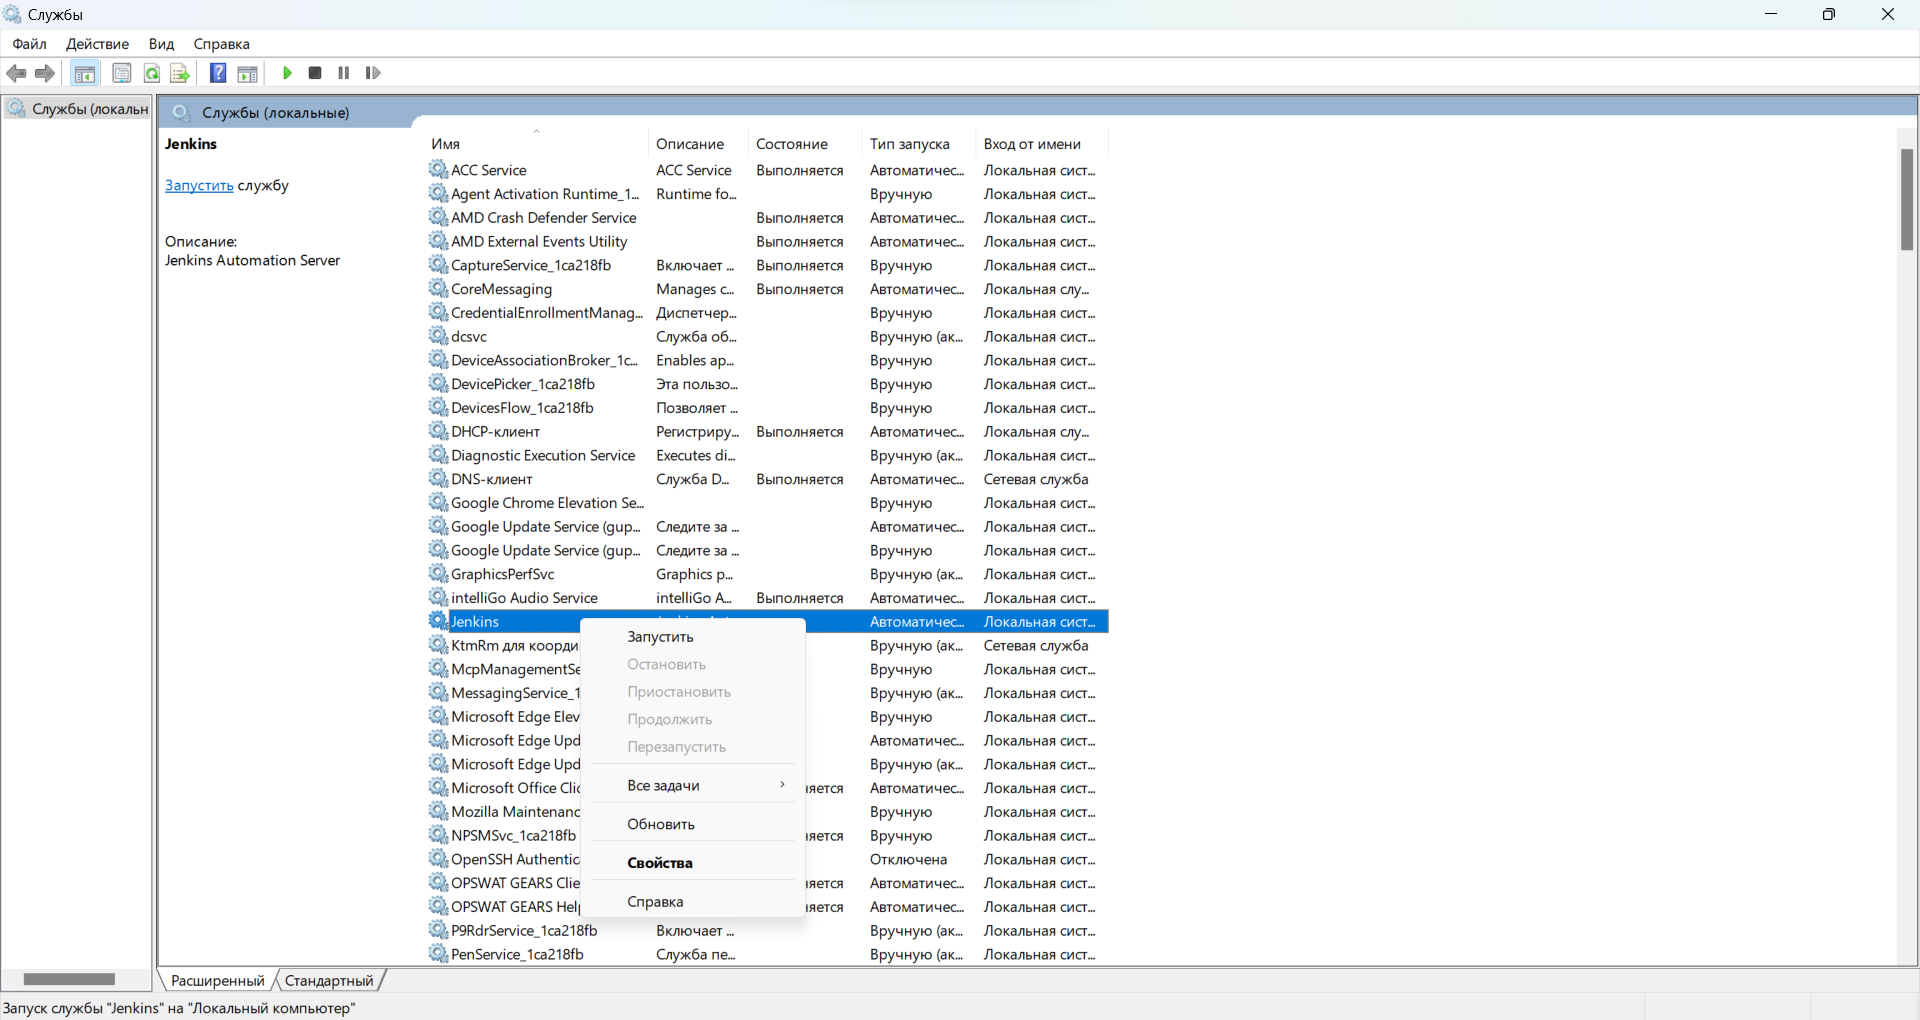 Службы
Файл Действие Вид Справка
Службы (локальн
Службы (локальные)
Jenkins
Запустить службу
Описание:
Jenkins Automation Server
Имя Описание Состояние Тип запуска Вход от имени
ACC Service ACC Service Выполняется Автоматичес... Локальная сист...
Agent Activation Runtime_1... Runtime fo... Вручную Локальная сист...
AMD Crash Defender Service Выполняется Автоматичес... Локальная сист...
AMD External Events Utility Выполняется Автоматичес... Локальная сист...
CaptureService_1ca218fb Включает ... Выполняется Вручную Локальная сист...
CoreMessaging Manages c... Выполняется Автоматичес... Локальная слу...
CredentialEnrollmentManag... Диспетчер... Вручную Локальная сист...
dcsvc Служба об... Вручную (ак... Локальная сист...
DeviceAssociationBroker_1c... Enables ap... Вручную Локальная сист...
DevicePicker_1ca218fb Эта пользо... Вручную Локальная сист...
DevicesFlow_1ca218fb Позволяет ... Вручную Локальная сист...
DHCP-клиент Регистриру... Выполняется Автоматичес... Локальная слу...
Diagnostic Execution Service Executes di... Вручную (ак... Локальная сист...
DNS-клиент Служба D... Выполняется Автоматичес... Сетевая служба
Google Chrome Elevation Se... Вручную Локальная сист...
Google Update Service (gup... Следите за ... Автоматичес... Локальная сист...
Google Update Service (gup... Следите за ... Вручную Локальная сист...
GraphicsPerfSvc Graphics p... Вручную (ак... Локальная сист...
intelliGo Audio Service intelliGo A... Выполняется Автоматичес... Локальная сист...
Jenkins Автоматичес... Локальная сист...
KtmRm для коорди Вручную (ак... Сетевая служба
McpManagementSe Вручную Локальная сист...
MessagingService_1 Вручную (ак... Локальная сист...
Microsoft Edge Elev Вручную Локальная сист...
Microsoft Edge Upd Автоматичес... Локальная сист...
Microsoft Edge Upd Вручную (ак... Локальная сист...
Microsoft Office Clic няется Автоматичес... Локальная сист...
Mozilla Maintenanc Вручную Локальная сист...
NPSMSvc_1ca218fb няется Вручную Локальная сист...
OpenSSH Authentic Отключена Локальная сист...
OPSWAT GEARS Clie няется Автоматичес... Локальная сист...
OPSWAT GEARS Help няется Автоматичес... Локальная сист...
P9RdrService_1ca218fb Включает ... Вручную (ак... Локальная сист...
PenService_1ca218fb Служба пе... Вручную (ак... Локальная сист...
Запустить
Остановить
Приостановить
Продолжить
Перезапустить
Все задачи
Обновить
Свойства
Справка
Расширенный Стандартный
Запуск службы "Jenkins" на "Локальный компьютер"